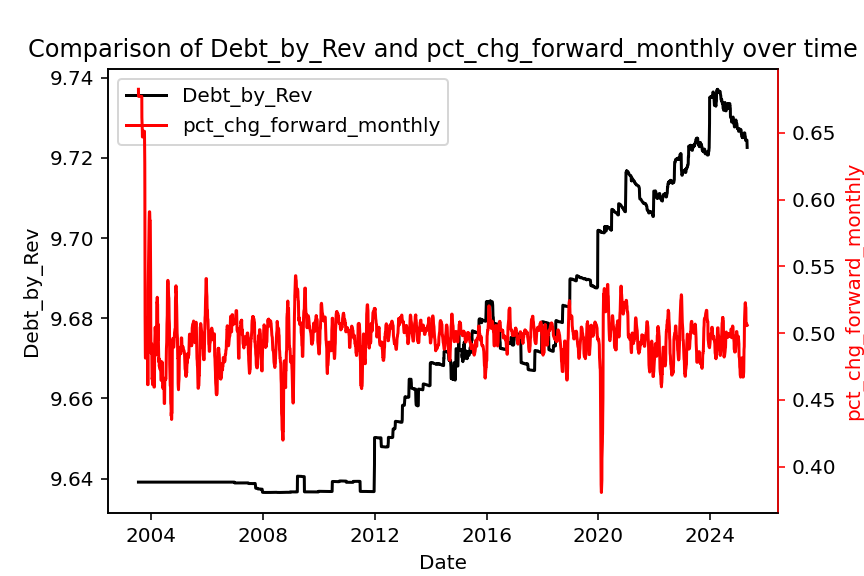 Comparison of Debt_by_Rev and pct_chg_forward_monthly over time
Debt_by_Rev
pct_chg_forward_monthly
Debt_by_Rev
9.74
9.72
9.70
9.68
9.66
9.64
0.65
0.60
0.55
0.50
0.45
0.40
pct_chg_forward_monthly
2004 2008 2012 2016 2020 2024
Date